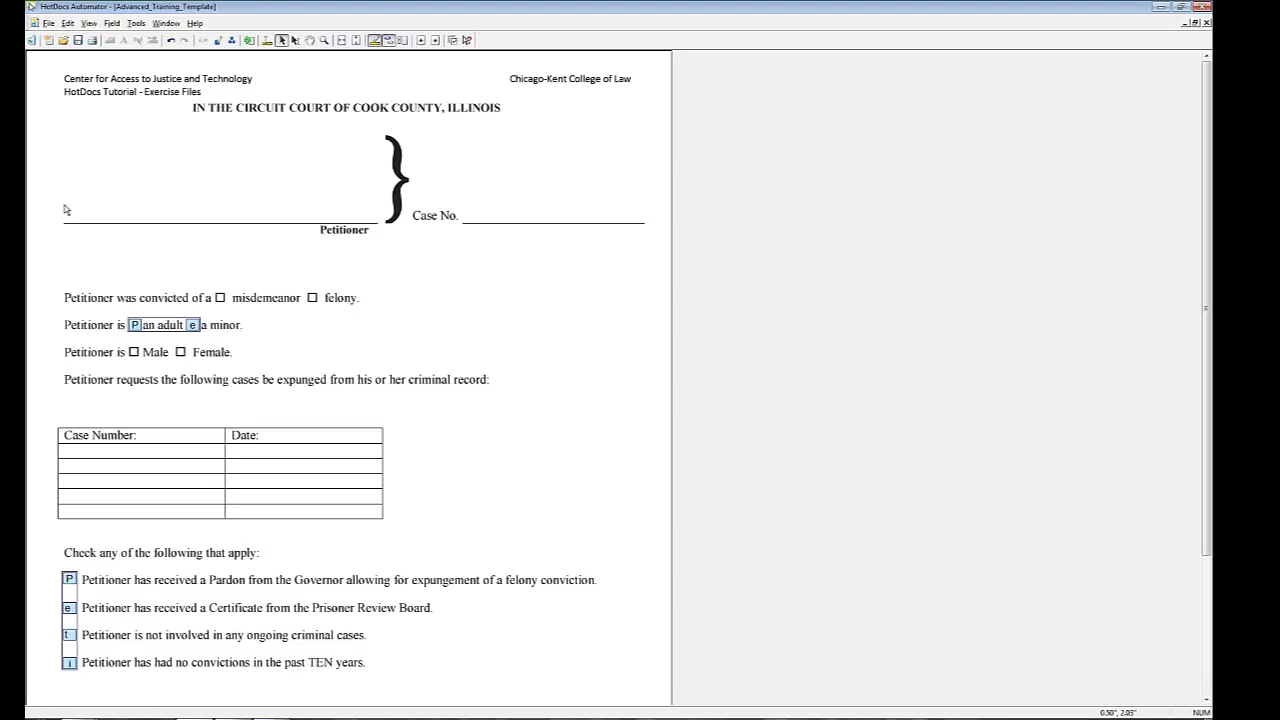 HotDocs Automator - [Advanced_Training_Template]
File Edit View Field Tools Window Help
Center for Access to Justice and Technology Chicago-Kent College of Law
HotDocs Tutorial - Exercise Files
IN THE CIRCUIT COURT OF COOK COUNTY, ILLINOIS
Case No.
Petitioner
Petitioner was convicted of a misdemeanor felony.
Petitioner is P an adult e a minor.
Petitioner is Male Female.
Petitioner requests the following cases be expunged from his or her criminal record:
Case Number: Date:
Check any of the following that apply:
P Petitioner has received a Pardon from the Governor allowing for expungement of a felony conviction.
e Petitioner has received a Certificate from the Prisoner Review Board.
t Petitioner is not involved in any ongoing criminal cases.
i Petitioner has had no convictions in the past TEN years.
0.50", 2.03" NUM